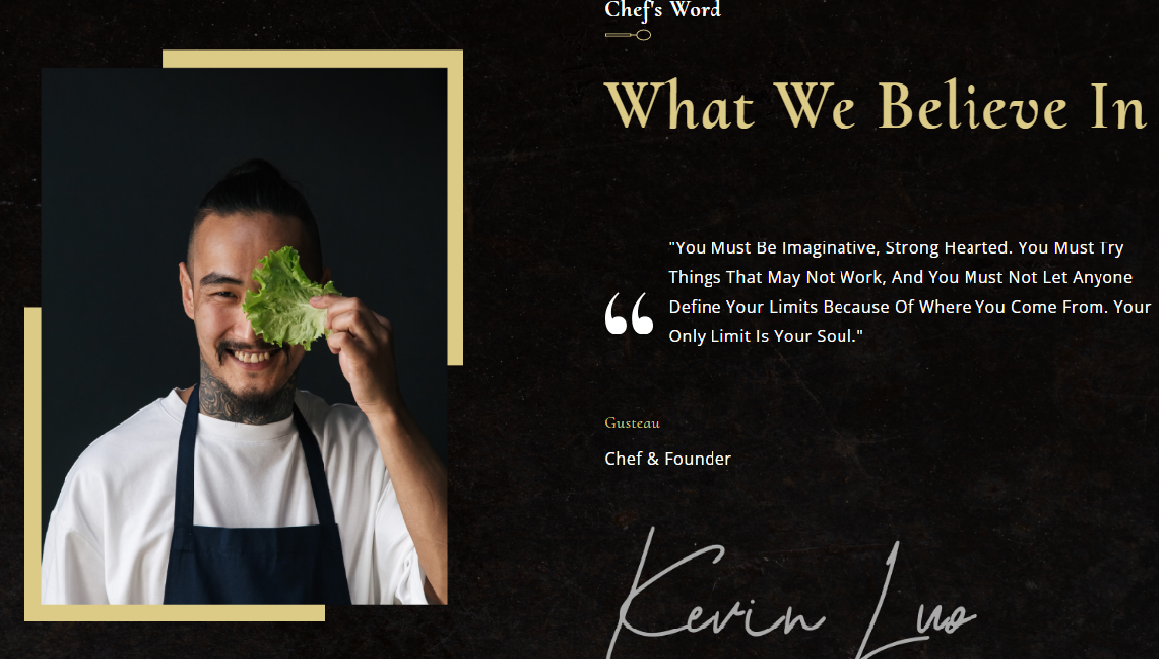 Chef's Word
What We Believe In
"You Must Be Imaginative, Strong Hearted. You Must Try
Things That May Not Work, And You Must Not Let Anyone
Define Your Limits Because Of Where You Come From. Your
Only Limit Is Your Soul."
Gusteau
Chef & Founder
Kevin Luo